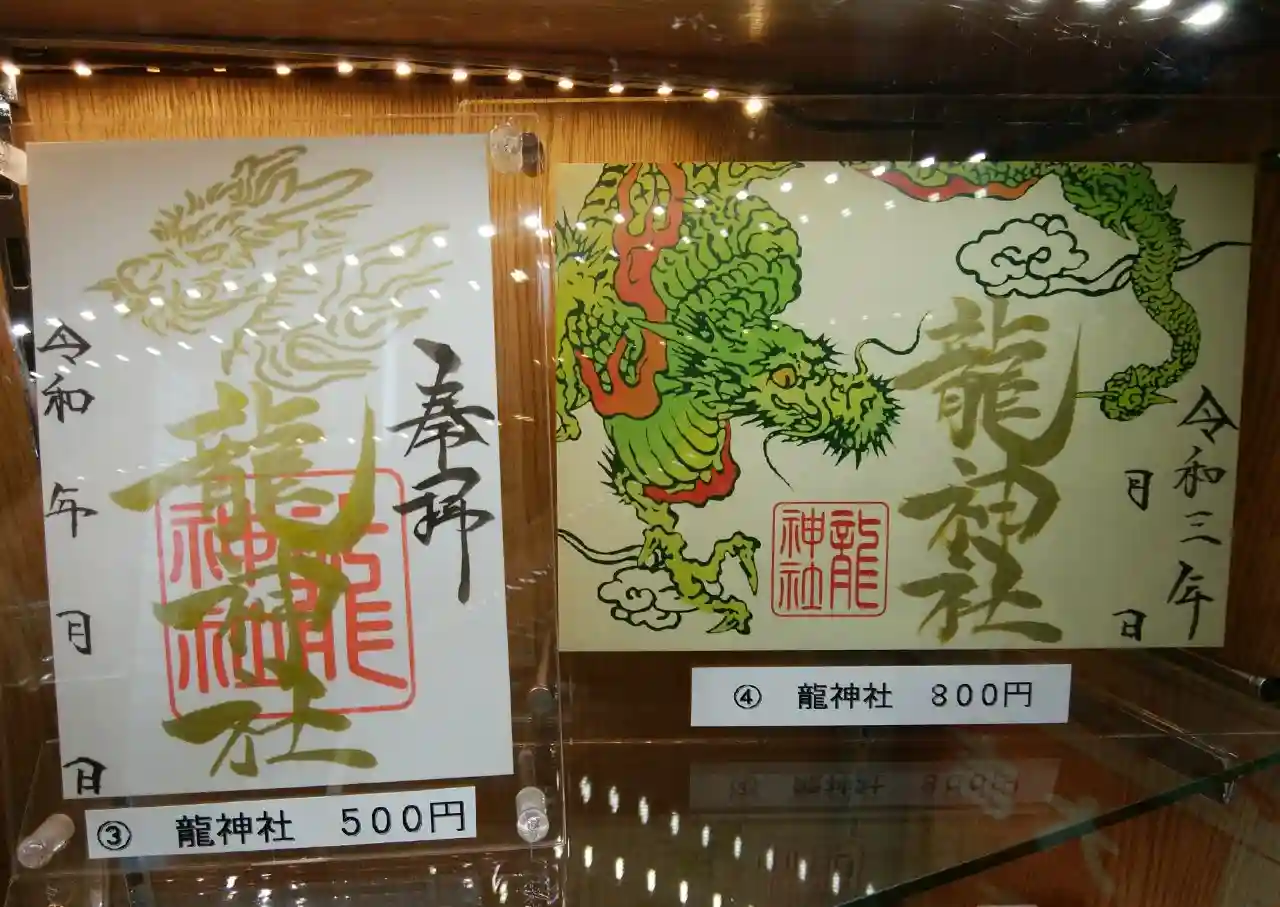 奉拝
龍神社
龍神社
令和 年 月 日
③ 龍神社 500円
令和三年
月 日
龍神社
龍神社
④ 龍神社 800円